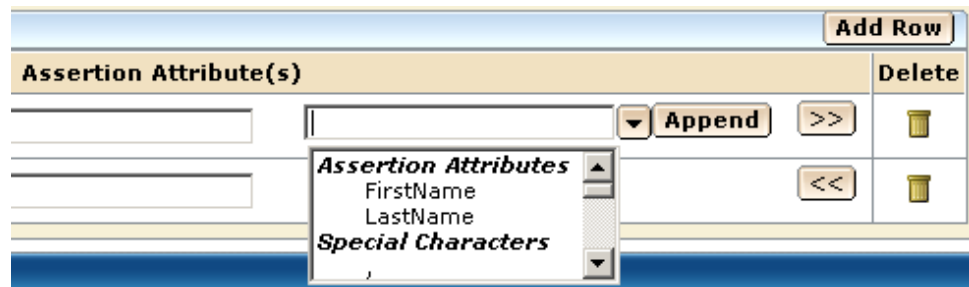 Add Row
Assertion Attribute(s) Delete
Append >>
Assertion Attributes
FirstName
<<
LastName
Special Characters
,